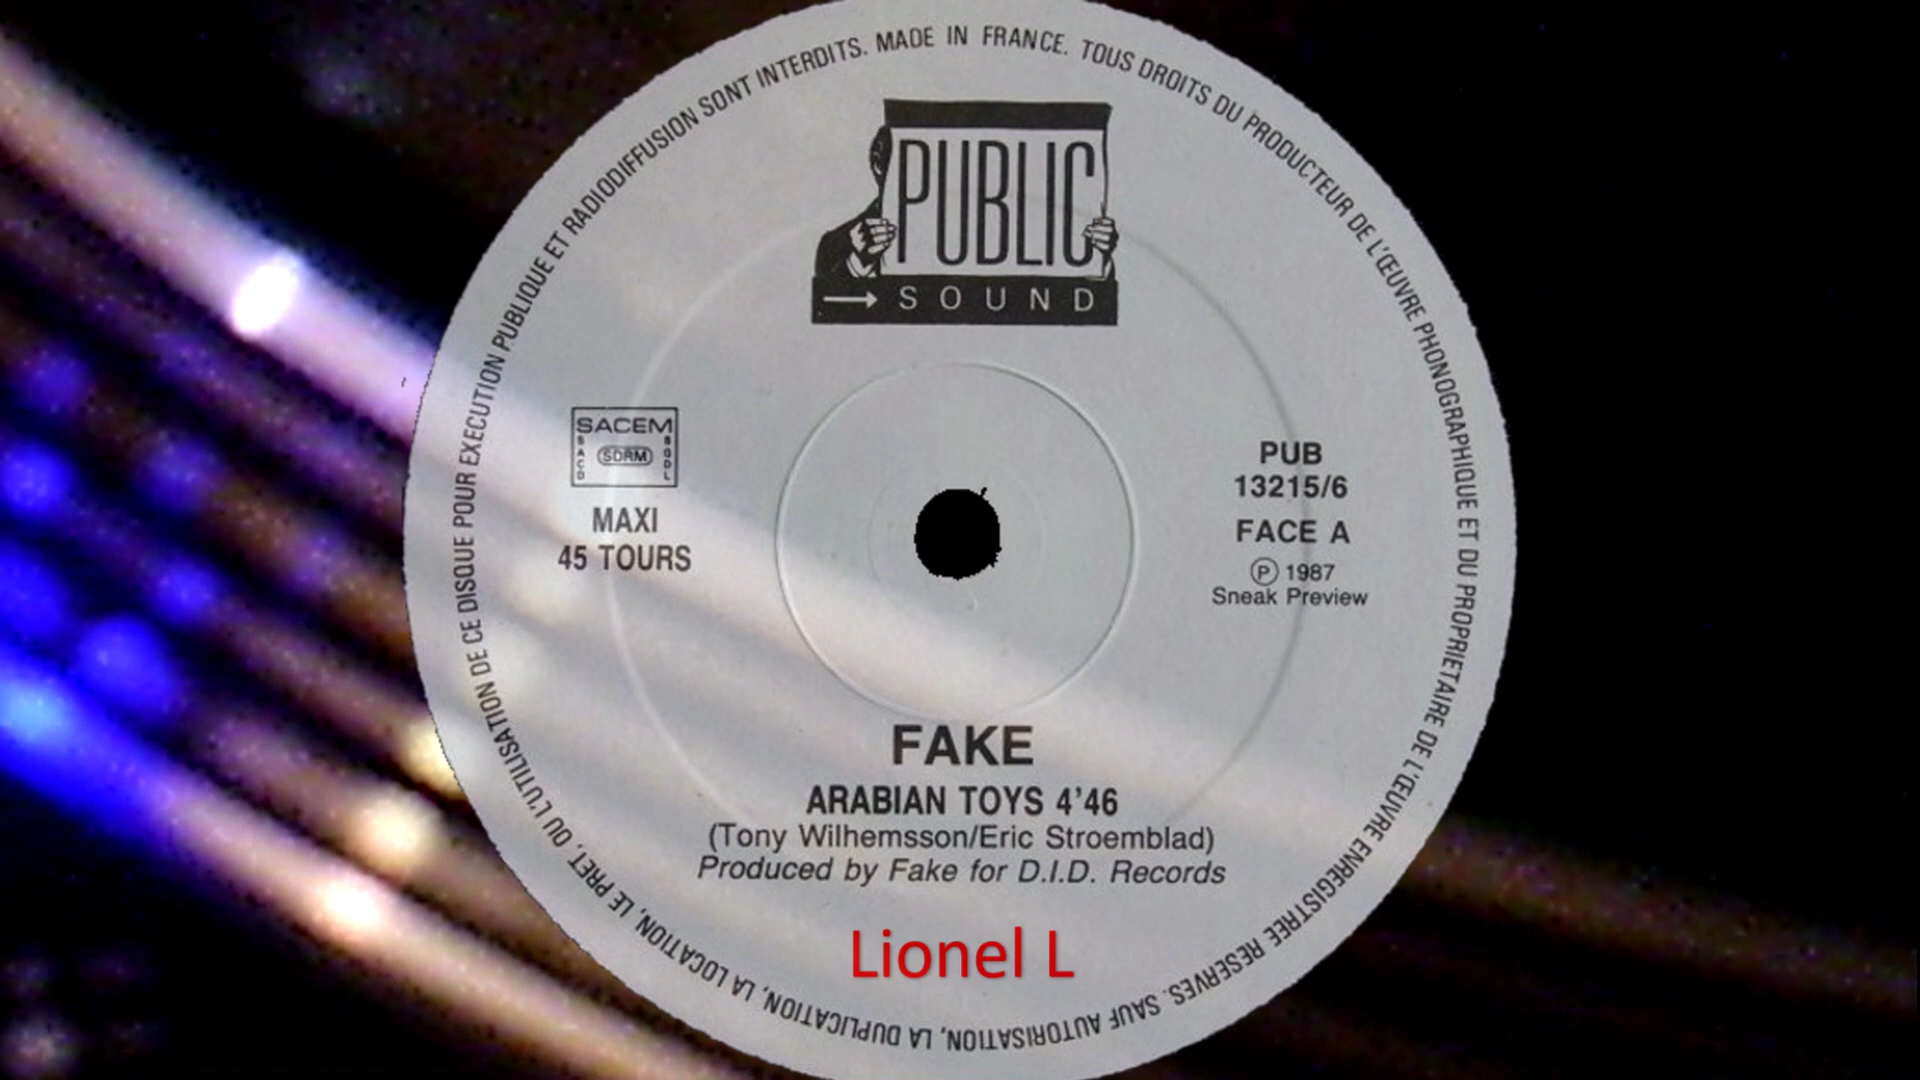 TOUS DROITS DU PRODUCTEUR DE L'ŒUVRE PHONOGRAPHIQUE ET DU PROPRIETAIRE DE L'ŒUVRE ENREGISTREE RESERVES. SAUF AUTORISATION, LA DUPLICATION, LA LOCATION, LE PRET, OU L'UTILISATION DE CE DISQUE POUR EXECUTION PUBLIQUE ET RADIODIFFUSION SONT INTERDITS. MADE IN FRANCE.
PUBLIC
SOUND
SACEM
SACD
SDRM
SGDL
MAXI
45 TOURS
PUB
13215/6
FACE A
Ⓟ 1987
Sneak Preview
FAKE
ARABIAN TOYS 4'46
(Tony Wilhemsson/Eric Stroemblad)
Produced by Fake for D.I.D. Records
Lionel L